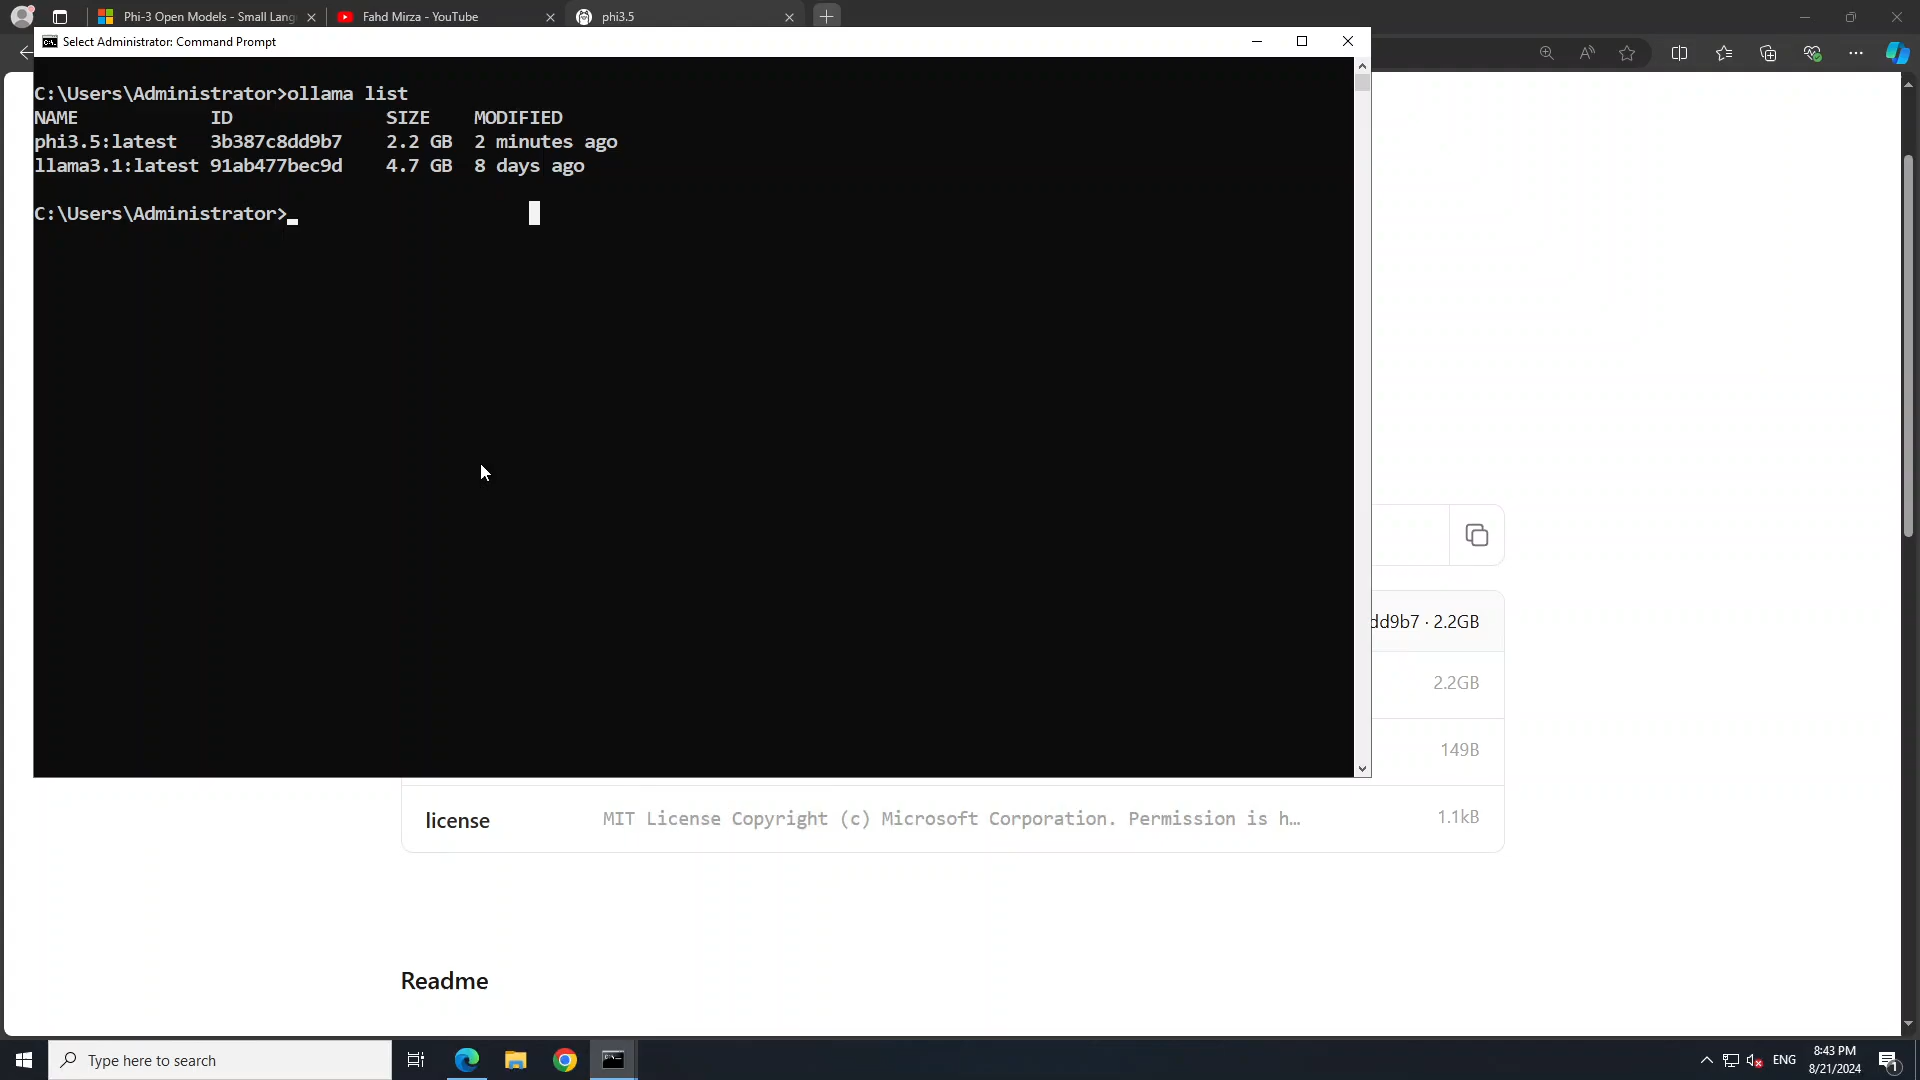 Phi-3 Open Models - Small Lang
Fahd Mirza - YouTube
phi3.5
Select Administrator: Command Prompt
C:\Users\Administrator>ollama list
NAME ID SIZE MODIFIED
phi3.5:latest 3b387c8dd9b7 2.2 GB 2 minutes ago
llama3.1:latest 91ab477bec9d 4.7 GB 8 days ago
C:\Users\Administrator>
dd9b7 · 2.2GB
2.2GB
149B
license MIT License Copyright (c) Microsoft Corporation. Permission is h… 1.1kB
Readme
Type here to search
ENG
8:43 PM
8/21/2024
1